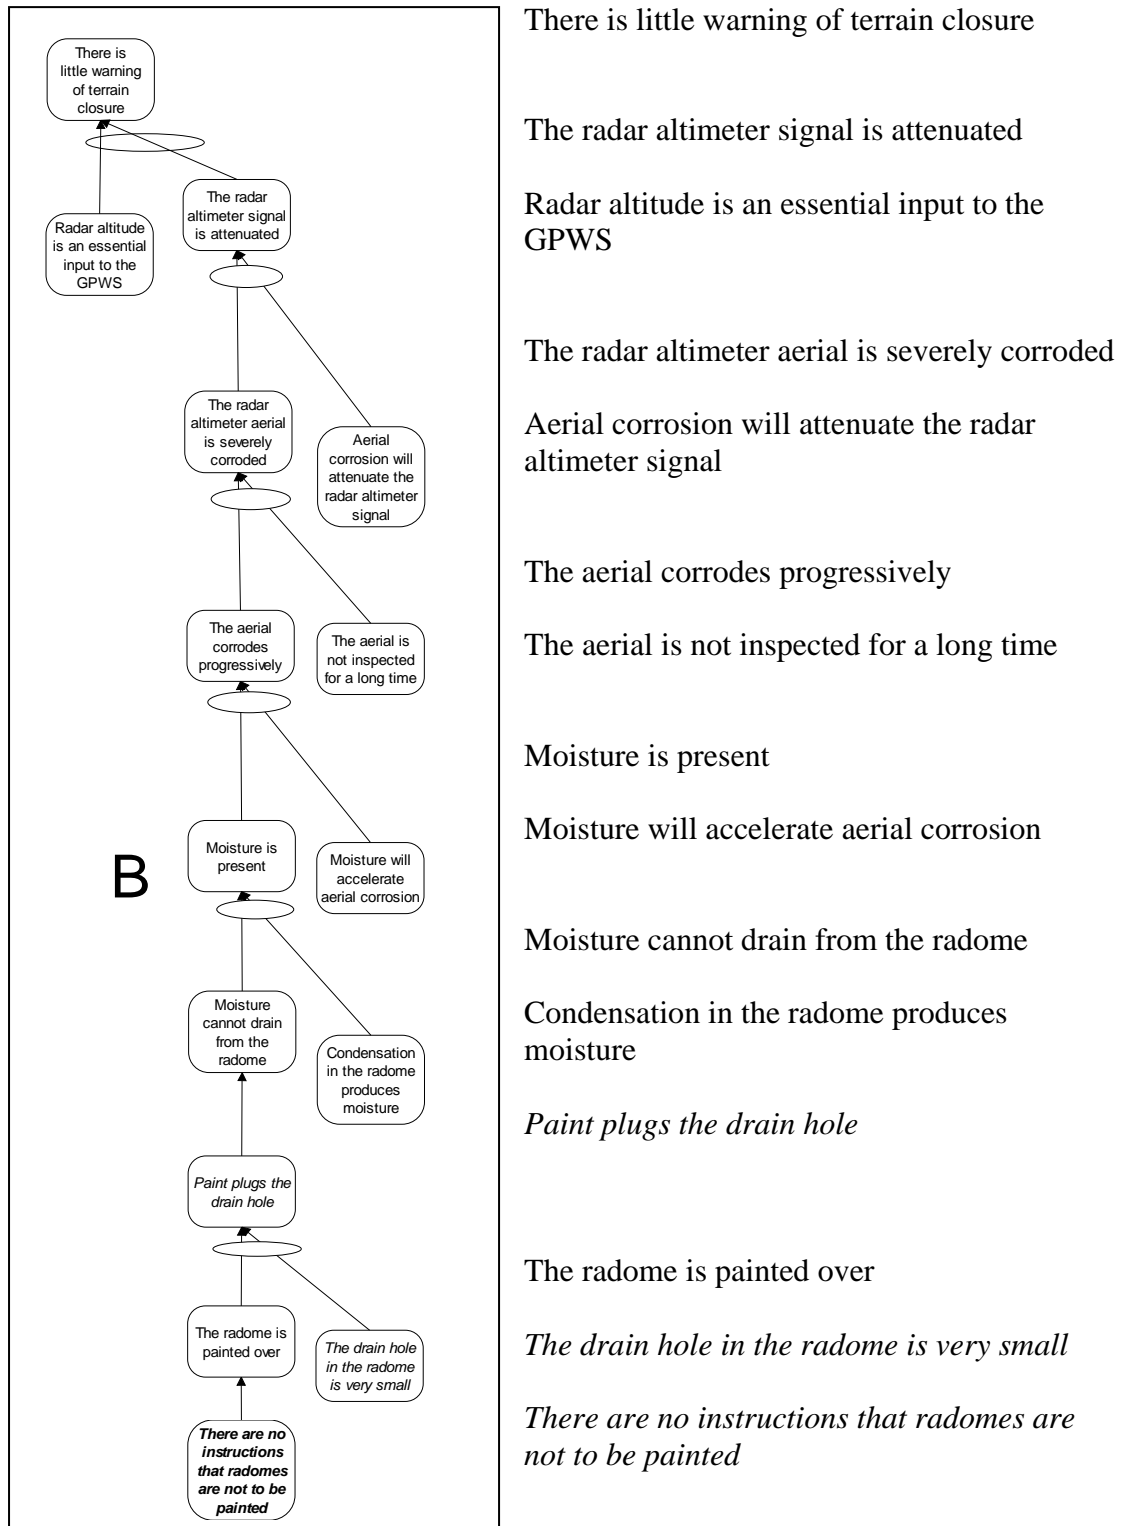 There is
little warning
of terrain
closure
Radar altitude
is an essential
input to the
GPWS
The radar
altimeter signal
is attenuated
The radar
altimeter aerial
is severely
corroded
Aerial
corrosion will
attenuate the
radar altimeter
signal
The aerial
corrodes
progressively
The aerial is
not inspected
for a long time
B
Moisture is
present
Moisture will
accelerate
aerial corrosion
Moisture
cannot drain
from the
radome
Condensation
in the radome
produces
moisture
Paint plugs the
drain hole
The radome is
painted over
The drain hole
in the radome
is very small
There are no
instructions
that radomes
are not to be
painted
There is little warning of terrain closure
The radar altimeter signal is attenuated
Radar altitude is an essential input to the
GPWS
The radar altimeter aerial is severely corroded
Aerial corrosion will attenuate the radar
altimeter signal
The aerial corrodes progressively
The aerial is not inspected for a long time
Moisture is present
Moisture will accelerate aerial corrosion
Moisture cannot drain from the radome
Condensation in the radome produces
moisture
Paint plugs the drain hole
The radome is painted over
The drain hole in the radome is very small
There are no instructions that radomes are
not to be painted